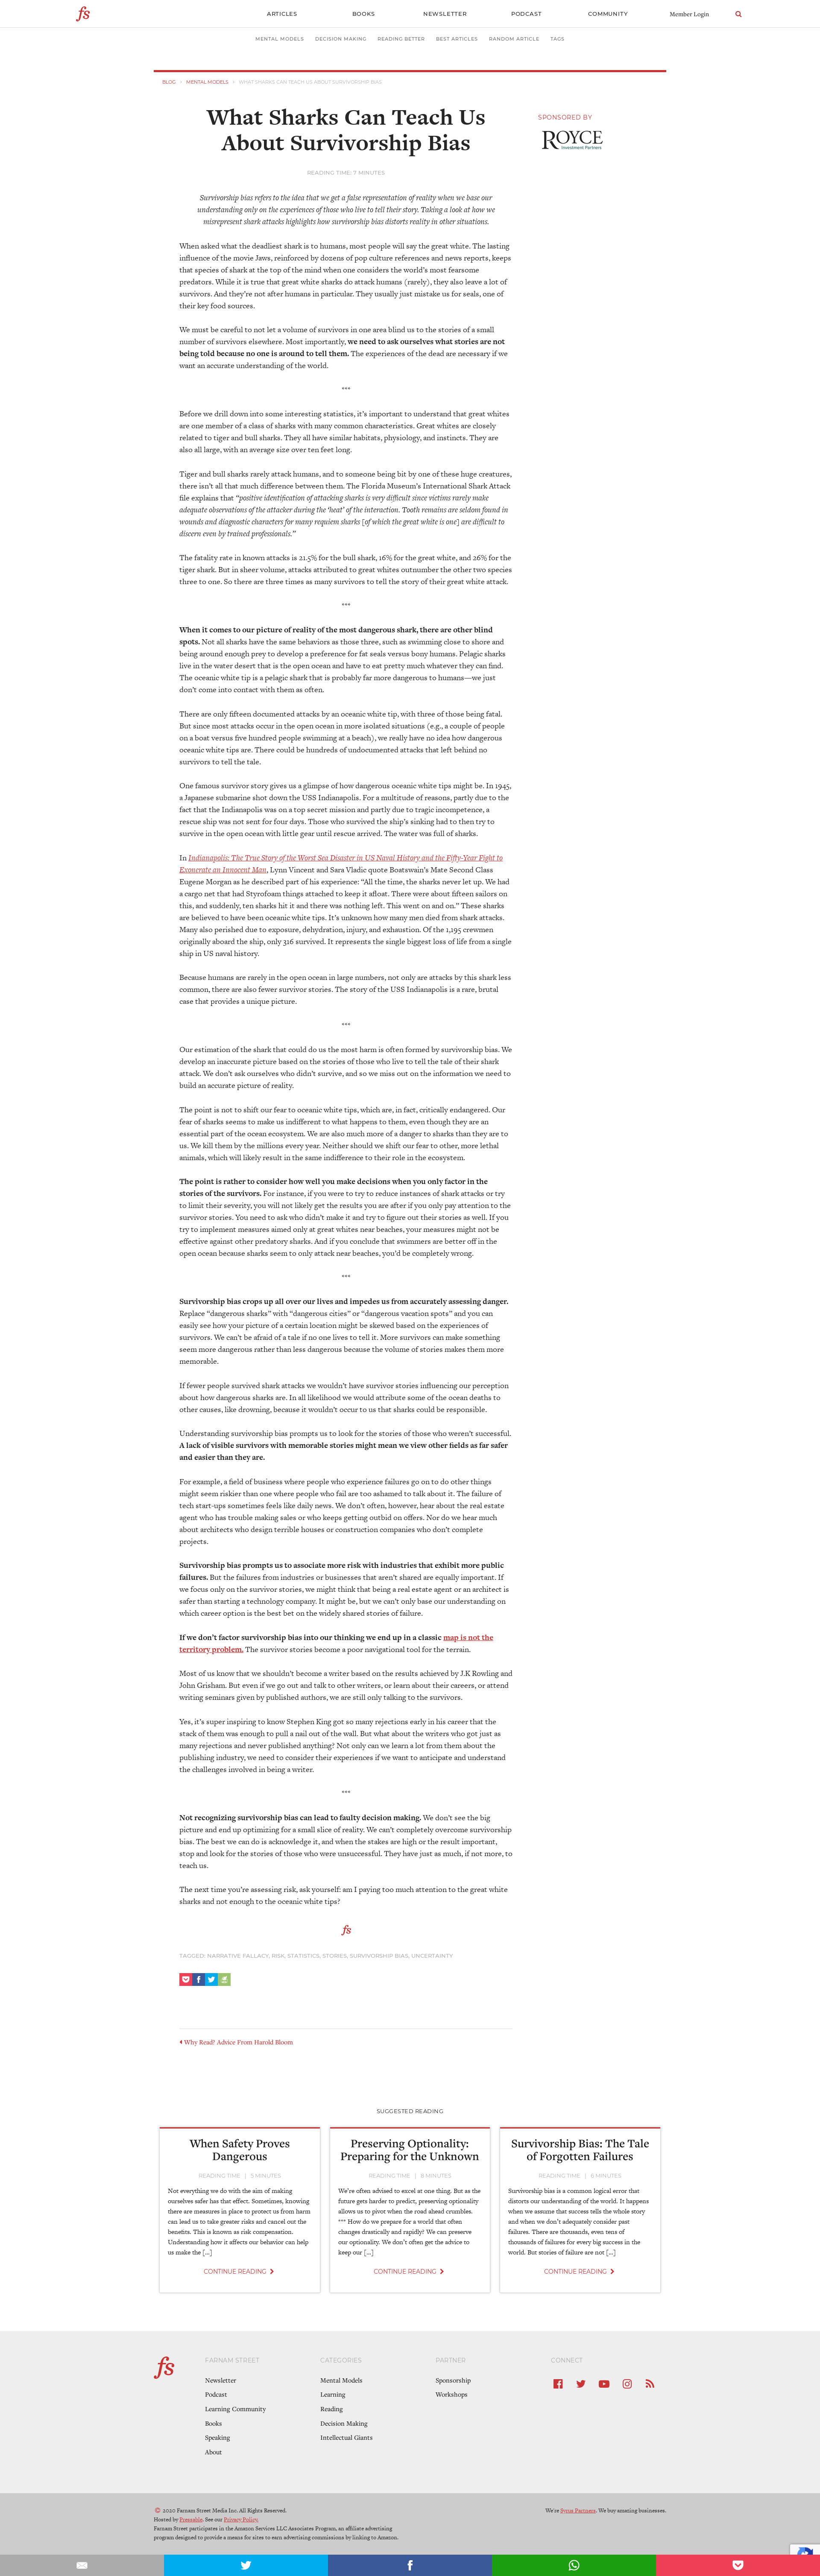 fs
ARTICLES BOOKS NEWSLETTER PODCAST COMMUNITY Member Login
MENTAL MODELS DECISION MAKING READING BETTER BEST ARTICLES RANDOM ARTICLE TAGS
BLOG MENTAL MODELS WHAT SHARKS CAN TEACH US ABOUT SURVIVORSHIP BIAS
What Sharks Can Teach Us
About Survivorship Bias
SPONSORED BY
ROYCE
Investment Partners
READING TIME: 7 MINUTES
Survivorship bias refers to the idea that we get a false representation of reality when we base our
understanding only on the experiences of those who live to tell their story. Taking a look at how we
misrepresent shark attacks highlights how survivorship bias distorts reality in other situations.
When asked what the deadliest shark is to humans, most people will say the great white. The lasting
influence of the movie Jaws, reinforced by dozens of pop culture references and news reports, keeps
that species of shark at the top of the mind when one considers the world's most fearsome
predators. While it is true that great white sharks do attack humans (rarely), they also leave a lot of
survivors. And they're not after humans in particular. They usually just mistake us for seals, one of
their key food sources.
We must be careful to not let a volume of survivors in one area blind us to the stories of a small
number of survivors elsewhere. Most importantly, we need to ask ourselves what stories are not
being told because no one is around to tell them. The experiences of the dead are necessary if we
want an accurate understanding of the world.
***
Before we drill down into some interesting statistics, it's important to understand that great whites
are one member of a class of sharks with many common characteristics. Great whites are closely
related to tiger and bull sharks. They all have similar habitats, physiology, and instincts. They are
also all large, with an average size over ten feet long.
Tiger and bull sharks rarely attack humans, and to someone being bit by one of these huge creatures,
there isn't all that much difference between them. The Florida Museum's International Shark Attack
File explains that "positive identification of attacking sharks is very difficult since victims rarely make
adequate observations of the attacker during the 'heat' of the interaction. Tooth remains are seldom found in
wounds and diagnostic characters for many requiem sharks [of which the great white is one] are difficult to
discern even by trained professionals."
The fatality rate in known attacks is 21.5% for the bull shark, 16% for the great white, and 26% for the
tiger shark. But in sheer volume, attacks attributed to great whites outnumber the other two species
three to one. So there are three times as many survivors to tell the story of their great white attack.
***
When it comes to our picture of reality of the most dangerous shark, there are other blind
spots. Not all sharks have the same behaviors as those three, such as swimming close to shore and
being around enough prey to develop a preference for fat seals versus bony humans. Pelagic sharks
live in the water desert that is the open ocean and have to eat pretty much whatever they can find.
The oceanic white tip is a pelagic shark that is probably far more dangerous to humans—we just
don't come into contact with them as often.
There are only fifteen documented attacks by an oceanic white tip, with three of those being fatal.
But since most attacks occur in the open ocean in more isolated situations (e.g., a couple of people
on a boat versus five hundred people swimming at a beach), we really have no idea how dangerous
oceanic white tips are. There could be hundreds of undocumented attacks that left behind no
survivors to tell the tale.
One famous survivor story gives us a glimpse of how dangerous oceanic white tips might be. In 1945,
a Japanese submarine shot down the USS Indianapolis. For a multitude of reasons, partly due to the
fact that the Indianapolis was on a top secret mission and partly due to tragic incompetence, a
rescue ship was not sent for four days. Those who survived the ship's sinking had to then try to
survive in the open ocean with little gear until rescue arrived. The water was full of sharks.
In Indianapolis: The True Story of the Worst Sea Disaster in US Naval History and the Fifty-Year Fight to
Exonerate an Innocent Man, Lynn Vincent and Sara Vladic quote Boatswain's Mate Second Class
Eugene Morgan as he described part of his experience: "All the time, the sharks never let up. We had
a cargo net that had Styrofoam things attached to keep it afloat. There were about fifteen sailors on
this, and suddenly, ten sharks hit it and there was nothing left. This went on and on." These sharks
are believed to have been oceanic white tips. It's unknown how many men died from shark attacks.
Many also perished due to exposure, dehydration, injury, and exhaustion. Of the 1,195 crewmen
originally aboard the ship, only 316 survived. It represents the single biggest loss of life from a single
ship in US naval history.
Because humans are rarely in the open ocean in large numbers, not only are attacks by this shark less
common, there are also fewer survivor stories. The story of the USS Indianapolis is a rare, brutal
case that provides a unique picture.
***
Our estimation of the shark that could do us the most harm is often formed by survivorship bias. We
develop an inaccurate picture based on the stories of those who live to tell the tale of their shark
attack. We don't ask ourselves who didn't survive, and so we miss out on the information we need to
build an accurate picture of reality.
The point is not to shift our fear to oceanic white tips, which are, in fact, critically endangered. Our
fear of sharks seems to make us indifferent to what happens to them, even though they are an
essential part of the ocean ecosystem. We are also much more of a danger to sharks than they are to
us. We kill them by the millions every year. Neither should we shift our fear to other, more lethal
animals, which will likely result in the same indifference to their role in the ecosystem.
The point is rather to consider how well you make decisions when you only factor in the
stories of the survivors. For instance, if you were to try to reduce instances of shark attacks or try
to limit their severity, you will not likely get the results you are after if you only pay attention to the
survivor stories. You need to ask who didn't make it and try to figure out their stories as well. If you
try to implement measures aimed only at great whites near beaches, your measures might not be
effective against other predatory sharks. And if you conclude that swimmers are better off in the
open ocean because sharks seem to only attack near beaches, you'd be completely wrong.
***
Survivorship bias crops up all over our lives and impedes us from accurately assessing danger.
Replace "dangerous sharks" with "dangerous cities" or "dangerous vacation spots" and you can
easily see how your picture of a certain location might be skewed based on the experiences of
survivors. We can't be afraid of a tale if no one lives to tell it. More survivors can make something
seem more dangerous rather than less dangerous because the volume of stories makes them more
memorable.
If fewer people survived shark attacks we wouldn't have survivor stories influencing our perception
about how dangerous sharks are. In all likelihood we would attribute some of the ocean deaths to
other causes, like drowning, because it wouldn't occur to us that sharks could be responsible.
Understanding survivorship bias prompts us to look for the stories of those who weren't successful.
A lack of visible survivors with memorable stories might mean we view other fields as far safer
and easier than they are.
For example, a field of business where people who experience failures go on to do other things
might seem riskier than one where people who fail are too ashamed to talk about it. The failure of
tech start-ups sometimes feels like daily news. We don't often, however, hear about the real estate
agent who has trouble making sales or who keeps getting outbid on offers. Nor do we hear much
about architects who design terrible houses or construction companies who don't complete
projects.
Survivorship bias prompts us to associate more risk with industries that exhibit more public
failures. But the failures in industries or businesses that aren't shared are equally important. If
we focus only on the survivor stories, we might think that being a real estate agent or an architect is
safer than starting a technology company. It might be, but we can't only base our understanding on
which career option is the best bet on the widely shared stories of failure.
If we don't factor survivorship bias into our thinking we end up in a classic map is not the
territory problem. The survivor stories become a poor navigational tool for the terrain.
Most of us know that we shouldn't become a writer based on the results achieved by J.K Rowling and
John Grisham. But even if we go out and talk to other writers, or learn about their careers, or attend
writing seminars given by published authors, we are still only talking to the survivors.
Yes, it's super inspiring to know Stephen King got so many rejections early in his career that the
stack of them was enough to pull a nail out of the wall. But what about the writers who got just as
many rejections and never published anything? Not only can we learn a lot from them about the
publishing industry, we need to consider their experiences if we want to anticipate and understand
the challenges involved in being a writer.
***
Not recognizing survivorship bias can lead to faulty decision making. We don't see the big
picture and end up optimizing for a small slice of reality. We can't completely overcome survivorship
bias. The best we can do is acknowledge it, and when the stakes are high or the result important,
stop and look for the stories of those who were unsuccessful. They have just as much, if not more, to
teach us.
The next time you're assessing risk, ask yourself: am I paying too much attention to the great white
sharks and not enough to the oceanic white tips?
fs
TAGGED: NARRATIVE FALLACY, RISK, STATISTICS, STORIES, SURVIVORSHIP BIAS, UNCERTAINTY
Why Read? Advice From Harold Bloom
SUGGESTED READING
When Safety Proves
Dangerous
READING TIME | 5 MINUTES
Not everything we do with the aim of making
ourselves safer has that effect. Sometimes, knowing
there are measures in place to protect us from harm
can lead us to take greater risks and cancel out the
benefits. This is known as risk compensation.
Understanding how it affects our behavior can help
us make the [...]
CONTINUE READING
Preserving Optionality:
Preparing for the Unknown
READING TIME | 8 MINUTES
We're often advised to excel at one thing. But as the
future gets harder to predict, preserving optionality
allows us to pivot when the road ahead crumbles.
*** How do we prepare for a world that often
changes drastically and rapidly? We can preserve
our optionality. We don't often get the advice to
keep our [...]
CONTINUE READING
Survivorship Bias: The Tale
of Forgotten Failures
READING TIME | 6 MINUTES
Survivorship bias is a common logical error that
distorts our understanding of the world. It happens
when we assume that success tells the whole story
and when we don't adequately consider past
failures. There are thousands, even tens of
thousands of failures for every big success in the
world. But stories of failure are not [...]
CONTINUE READING
fs
FARNAM STREET
Newsletter
Podcast
Learning Community
Books
Speaking
About
CATEGORIES
Mental Models
Learning
Reading
Decision Making
Intellectual Giants
PARTNER
Sponsorship
Workshops
CONNECT
© 2020 Farnam Street Media Inc. All Rights Reserved.
Hosted by Pressable. See our Privacy Policy.
Farnam Street participates in the Amazon Services LLC Associates Program, an affiliate advertising
program designed to provide a means for sites to earn advertising commissions by linking to Amazon.
We're Syrus Partners. We buy amazing businesses.